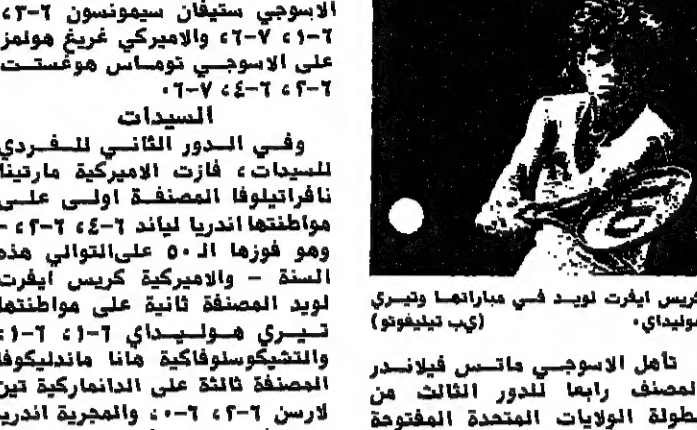 كريس ايفرت لويد في مباراتها وتيري
هوليداي٠ (ي٠ب تيليفوتو)
تأهل الاسوجي ماتس فيلاندر
المصنف رابعا للدور الثالث من
بطولة الولايات المتحدة المفتوحة
الاسوجي ستيفان سيمونسون ٦-٣،
٦-١، ٧-٦، والاميركي غريغ هولمز
على الاسوجي توماس هوغستت
٦-٢، ٦-٤، ٧-٦٠
السيدات
وفي الدور الثاني للفردي
للسيدات، فازت الاميركية مارتينا
نافراتيلوفا المصنفة اولى على
مواطنتها اندريا لياند ٦-٤، ٦-٢، -
وهو فوزها الـ ٥٠ على التوالي هذه
السنة - والاميركية كريس ايفرت
لويد المصنفة ثانية على مواطنتها
تيري هوليداي ٦-١، ٦-١،
والتشيكوسلوفاكية هانا ماندليكوفا
المصنفة ثالثة على الدانماركية تين
لارسن ٦-٢، ٦-٠، والمجرية اندريا